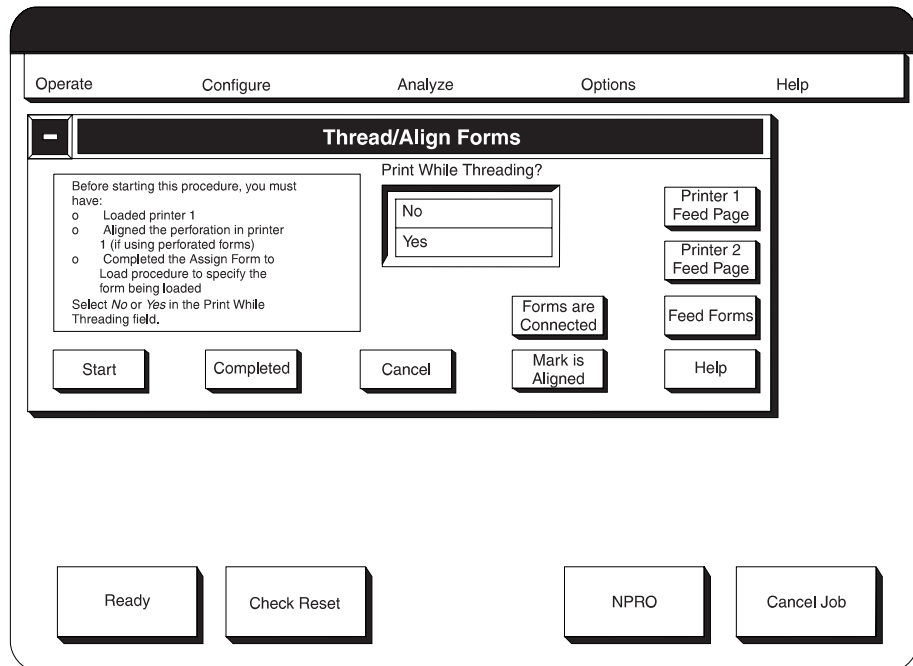 Operate Configure Analyze Options Help
Thread/Align Forms
Before starting this procedure, you must
have:
o Loaded printer 1
o Aligned the perforation in printer
1 (if using perforated forms)
o Completed the Assign Form to
Load procedure to specify the
form being loaded
Select No or Yes in the Print While
Threading field.
Print While Threading?
No
Yes
Printer 1
Feed Page
Printer 2
Feed Page
Forms are
Connected
Feed Forms
Start
Completed
Cancel
Mark is
Aligned
Help
Ready
Check Reset
NPRO
Cancel Job